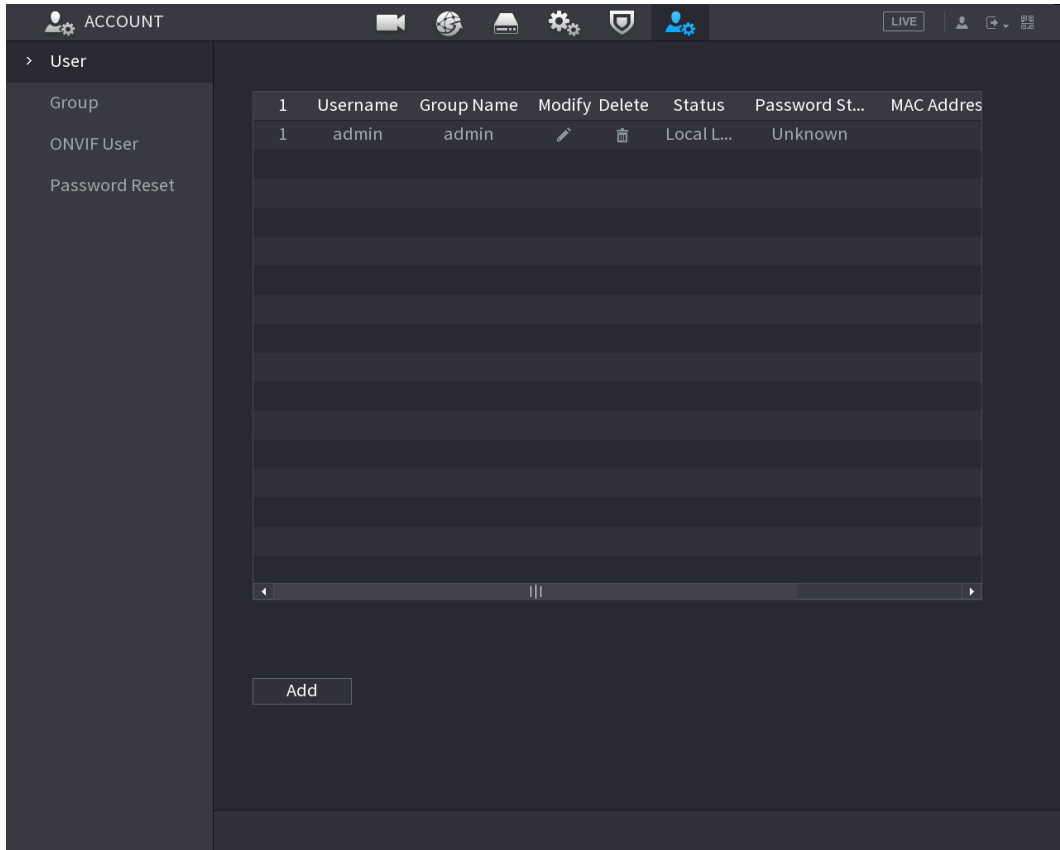 ACCOUNT LIVE
User
Group
ONVIF User
Password Reset
1 Username Group Name Modify Delete Status Password St... MAC Addres
1 admin admin Local L... Unknown
Add